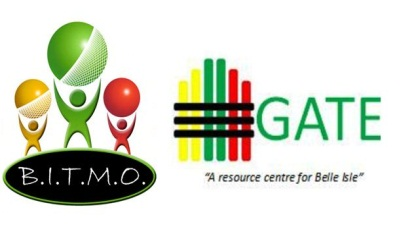 B.I.T.M.O.
GATE
"A resource centre for Belle Isle"